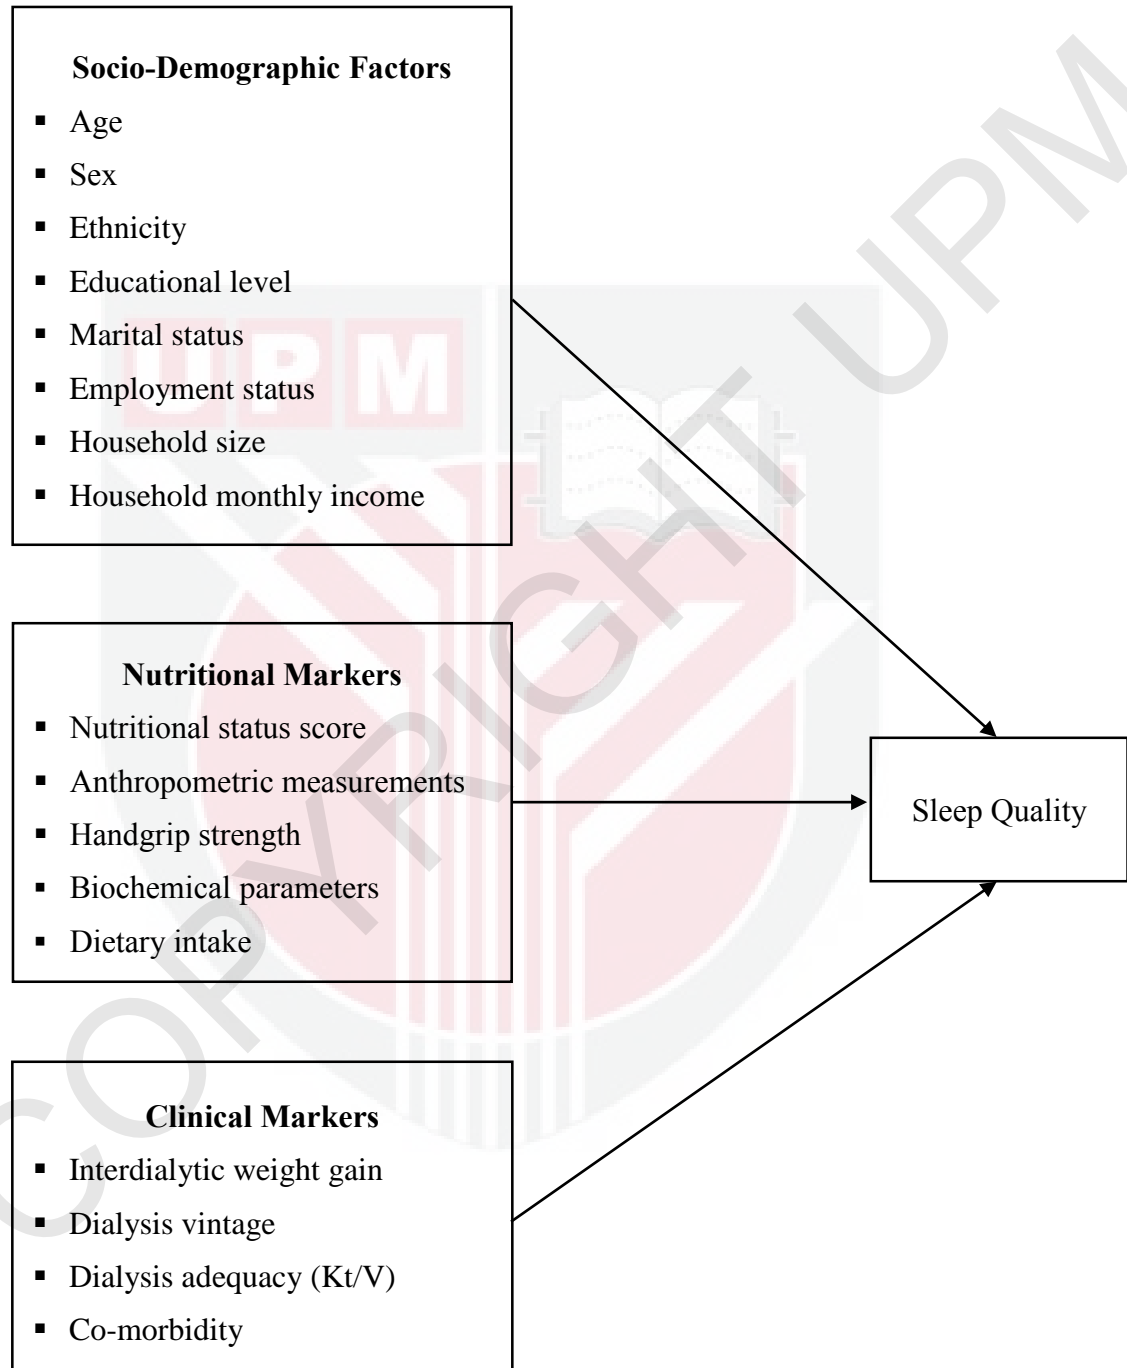 Socio-Demographic Factors
▪ Age
▪ Sex
▪ Ethnicity
▪ Educational level
▪ Marital status
▪ Employment status
▪ Household size
▪ Household monthly income
Nutritional Markers
▪ Nutritional status score
▪ Anthropometric measurements
▪ Handgrip strength
▪ Biochemical parameters
▪ Dietary intake
Sleep Quality
Clinical Markers
▪ Interdialytic weight gain
▪ Dialysis vintage
▪ Dialysis adequacy (Kt/V)
▪ Co-morbidity
UPM
COPYRIGHT UPM